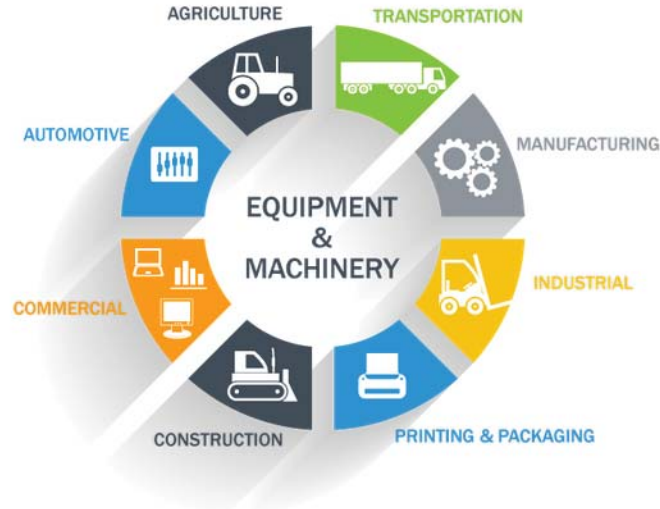 AGRICULTURE
TRANSPORTATION
AUTOMOTIVE
MANUFACTURING
EQUIPMENT
&
MACHINERY
COMMERCIAL
INDUSTRIAL
CONSTRUCTION
PRINTING & PACKAGING